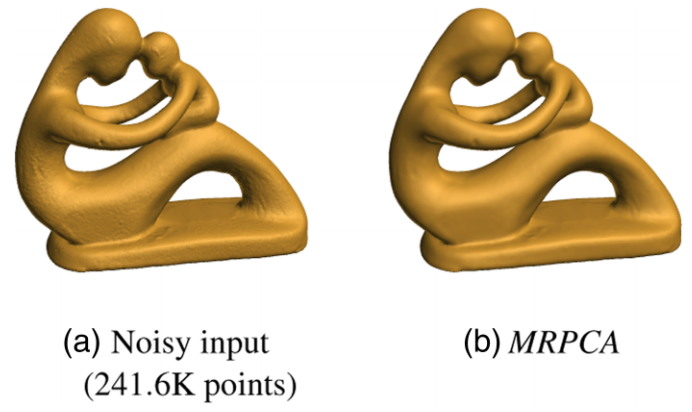 (a) Noisy input
(241.6K points)
(b) MRPCA